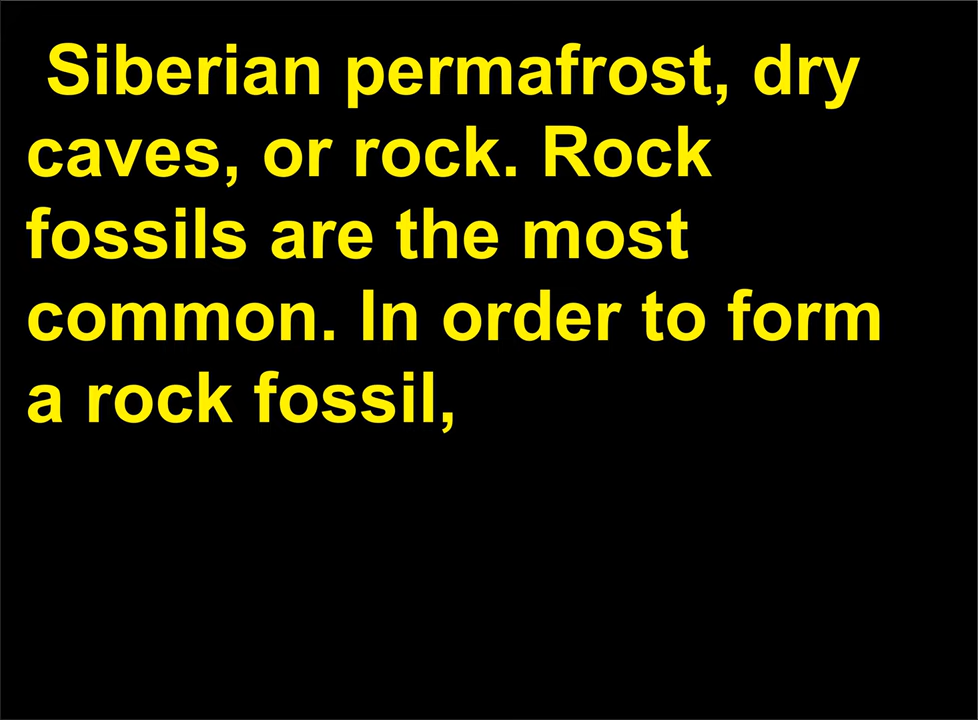 Siberian permafrost, dry
caves, or rock. Rock
fossils are the most
common. In order to form
a rock fossil,